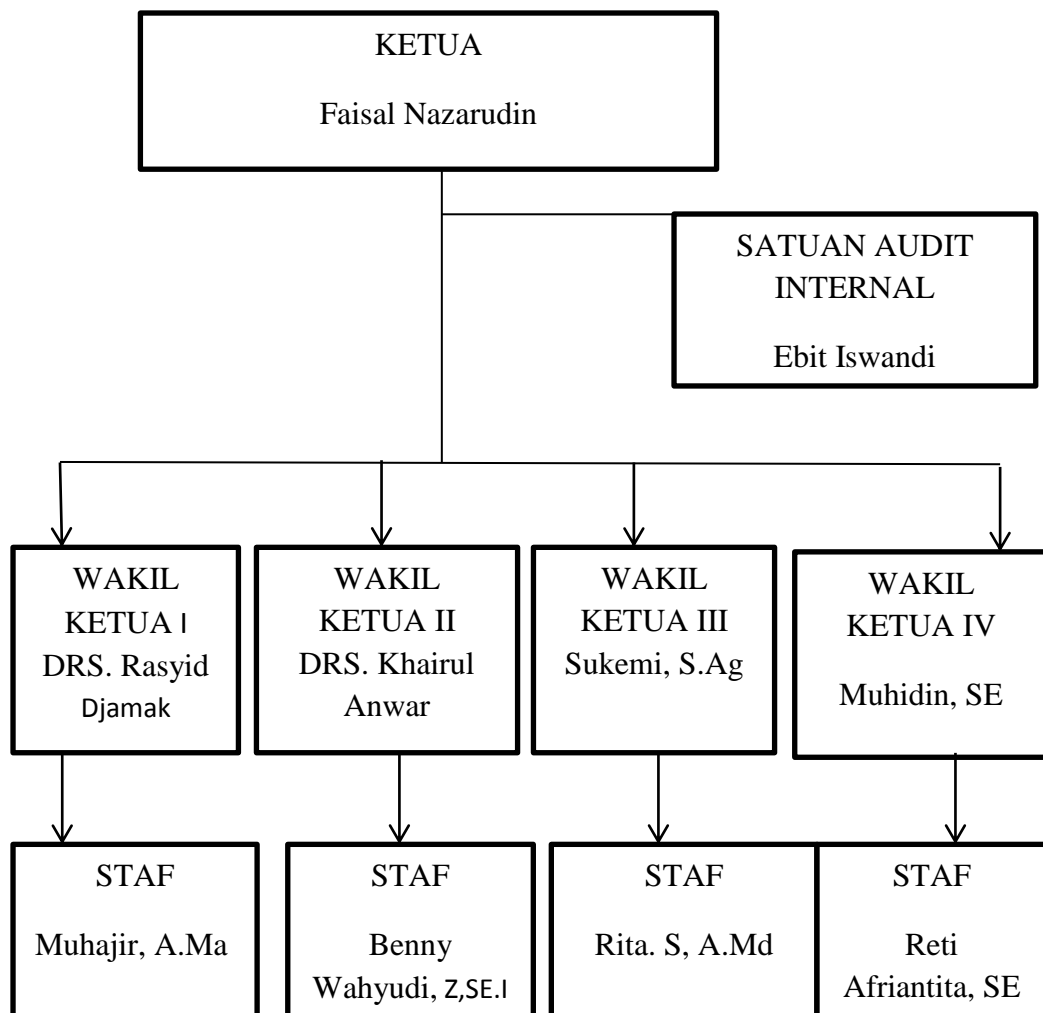 KETUA
Faisal Nazarudin
SATUAN AUDIT
INTERNAL
Ebit Iswandi
WAKIL
KETUA I
DRS. Rasyid
Djamak
WAKIL
KETUA II
DRS. Khairul
Anwar
WAKIL
KETUA III
Sukemi, S.Ag
WAKIL
KETUA IV
Muhidin, SE
STAF
Muhajir, A.Ma
STAF
Benny
Wahyudi, Z,SE.I
STAF
Rita. S, A.Md
STAF
Reti
Afriantita, SE